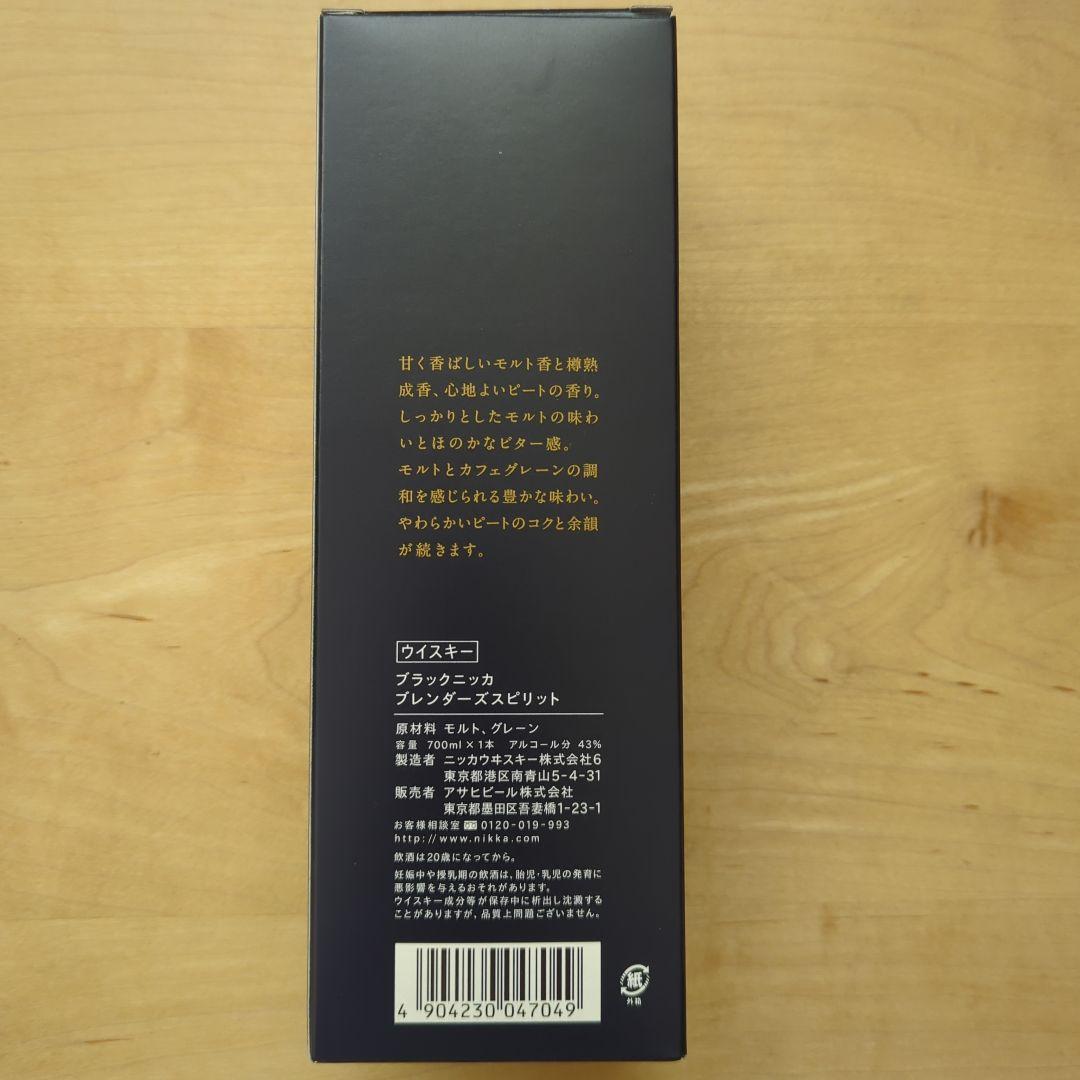 甘く香ばしいモルト香と樽熟
成香、心地よいピートの香り。
しっかりとしたモルトの味わ
いとほのかなビター感。
モルトとカフェグレーンの調
和を感じられる豊かな味わい。
やわらかいピートのコクと余韻
が続きます。
ウイスキー
ブラックニッカ
ブレンダーズスピリット
原材料 モルト、グレーン
容量 700ml×1本 アルコール分 43%
製造者 ニッカウヰスキー株式会社6
東京都港区南青山5-4-31
販売者 アサヒビール株式会社
東京都墨田区吾妻橋1-23-1
お客様相談室 0120-019-993
http://www.nikka.com
飲酒は20歳になってから。
妊娠中や授乳期の飲酒は、胎児・乳児の発育に
悪影響を与えるおそれがあります。
ウイスキー成分等が保存中に析出し沈澱する
ことがありますが、品質上問題ございません。
4 904230 047049
紙
外箱